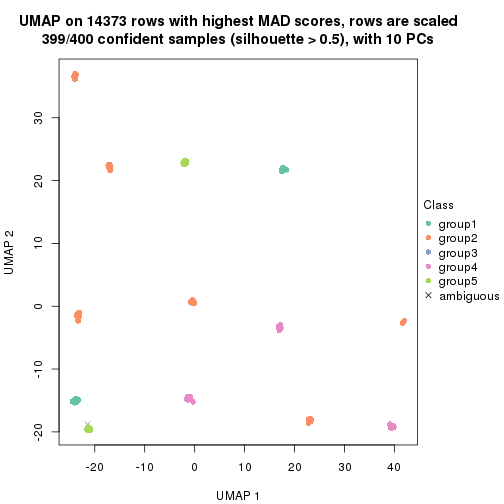 UMAP on 14373 rows with highest MAD scores, rows are scaled
399/400 confident samples (silhouette > 0.5), with 10 PCs
30
20
10
0
-10
-20
UMAP 2
-20
-10
0
10
20
30
40
UMAP 1
Class
group1
group2
group3
group4
group5
ambiguous